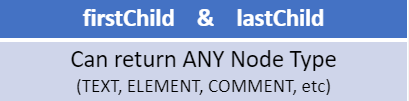 firstChild & lastChild
Can return ANY Node Type
(TEXT, ELEMENT, COMMENT, etc)